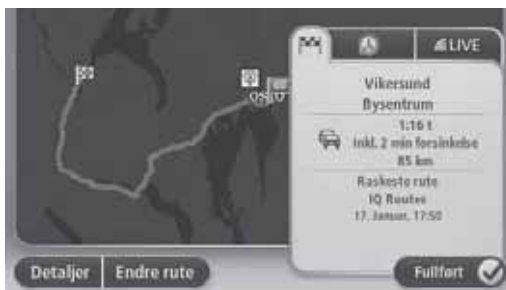 LIVE
OSLO
Vikersund
Bysentrum
1:16 t
Inkl. 2 min forsinkelse
85 km
Raskeste rute
IQ Routes
17. Januar, 17:50
Detaljer
Endre rute
Fullført